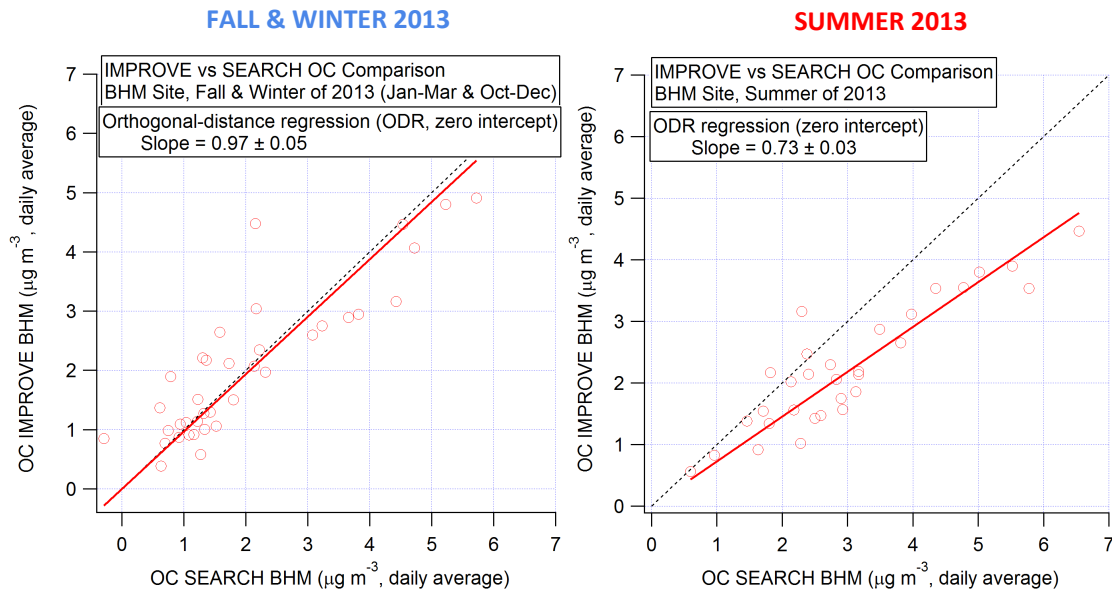 FALL & WINTER 2013
IMPROVE vs SEARCH OC Comparison
BHM Site, Fall & Winter of 2013 (Jan-Mar & Oct-Dec)
Orthogonal-distance regression (ODR, zero intercept)
Slope = 0.97 ± 0.05
OC IMPROVE BHM (μg m⁻³, daily average)
7
6
5
4
3
2
1
0
0 1 2 3 4 5 6 7
OC SEARCH BHM (μg m⁻³, daily average)
SUMMER 2013
IMPROVE vs SEARCH OC Comparison
BHM Site, Summer of 2013
ODR regression (zero intercept)
Slope = 0.73 ± 0.03
OC IMPROVE BHM (μg m⁻³, daily average)
7
6
5
4
3
2
1
0
0 1 2 3 4 5 6 7
OC SEARCH BHM (μg m⁻³, daily average)